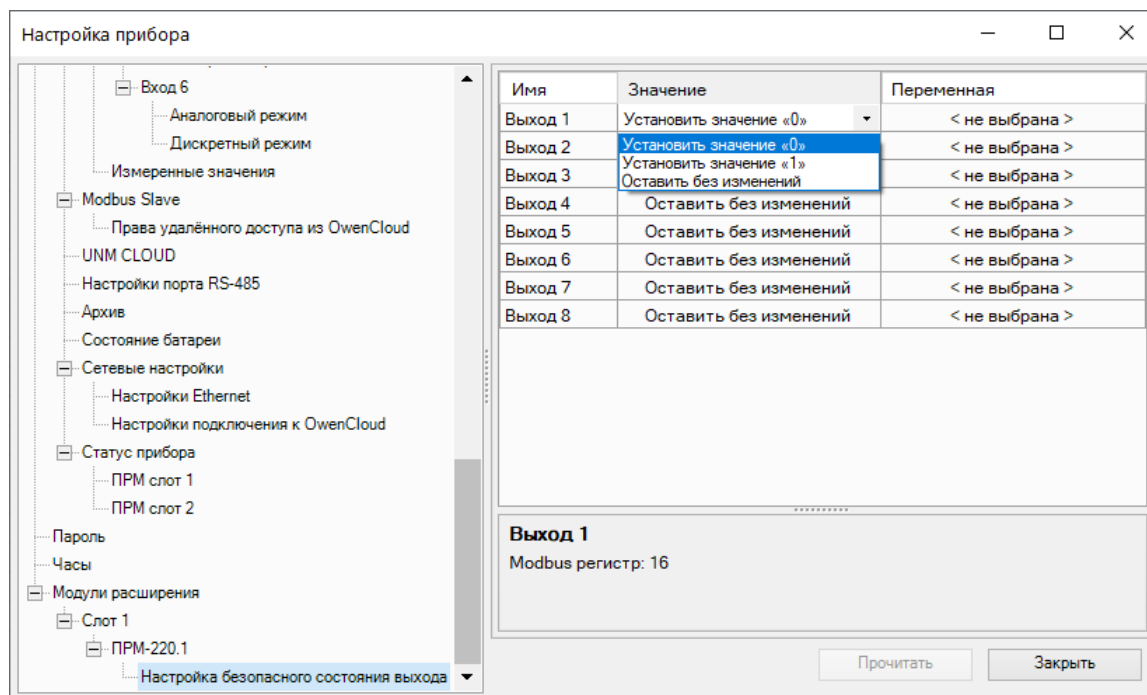 Настройка прибора
Вход 6
Аналоговый режим
Дискретный режим
Измеренные значения
Modbus Slave
Права удалённого доступа из OwenCloud
UNM CLOUD
Настройки порта RS-485
Архив
Состояние батареи
Сетевые настройки
Настройки Ethernet
Настройки подключения к OwenCloud
Статус прибора
ПРМ слот 1
ПРМ слот 2
Пароль
Часы
Модули расширения
Слот 1
ПРМ-220.1
Настройка безопасного состояния выхода
Имя Значение Переменная
Выход 1 Установить значение «0» < не выбрана >
Выход 2 Установить значение «0» < не выбрана >
Установить значение «1»
Выход 3 Оставить без изменений < не выбрана >
Выход 4 Оставить без изменений < не выбрана >
Выход 5 Оставить без изменений < не выбрана >
Выход 6 Оставить без изменений < не выбрана >
Выход 7 Оставить без изменений < не выбрана >
Выход 8 Оставить без изменений < не выбрана >
Выход 1
Modbus регистр: 16
Прочитать Закрыть